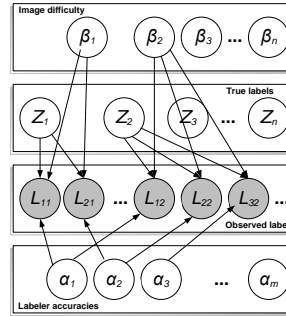 Image difficulty
β1 β2 β3 ... βn
True labels
Z1 Z2 Z3 ... Zn
L11 L21 ... L12 L22 L32 ...
Observed label
α1 α2 α3 ... αm
Labeler accuracies